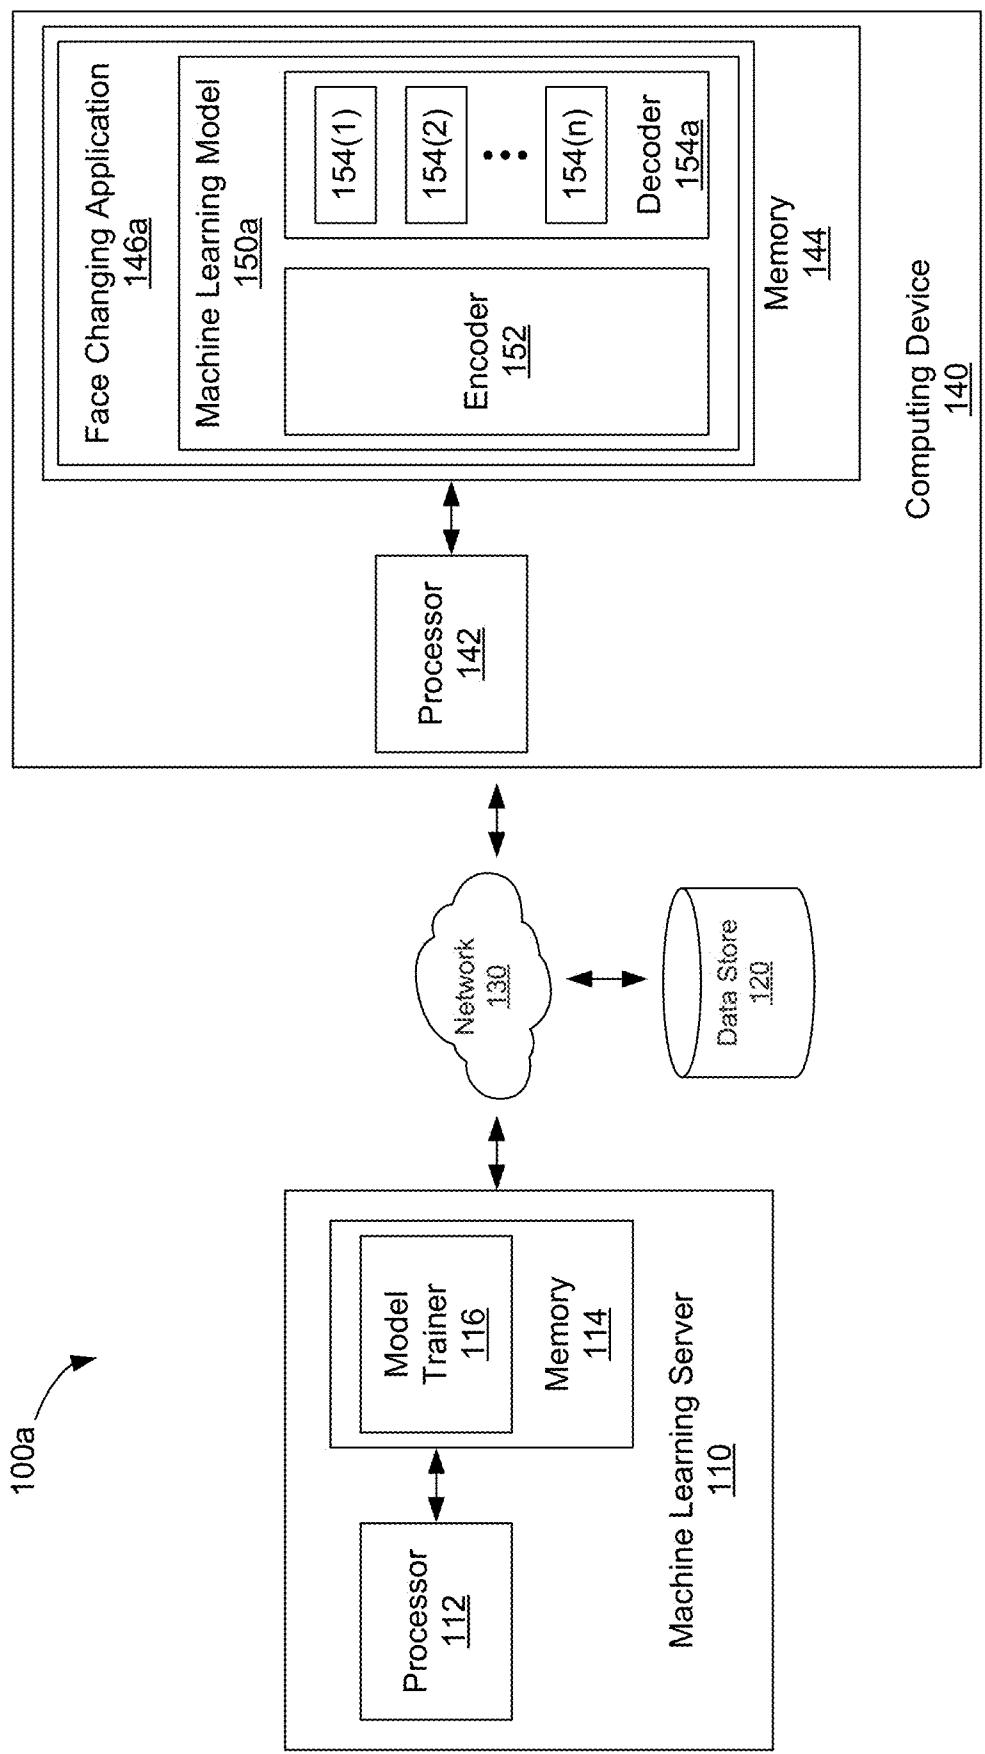 100a
Processor
112
Model
Trainer
116
Memory
114
Machine Learning Server
110
Network
130
Data Store
120
Processor
142
Face Changing Application
146a
Machine Learning Model
150a
Encoder
152
154(1)
154(2)
154(n)
Decoder
154a
Memory
144
Computing Device
140